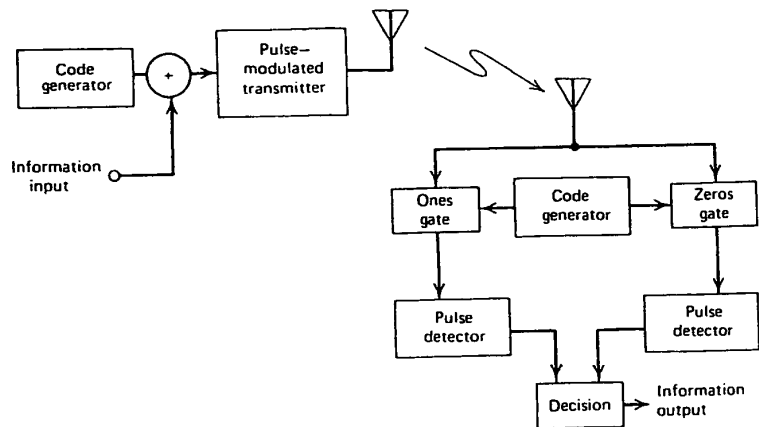 Code
generator
+
Pulse–
modulated
transmitter
Information
input
Ones
gate
Code
generator
Zeros
gate
Pulse
detector
Pulse
detector
Decision
Information
output